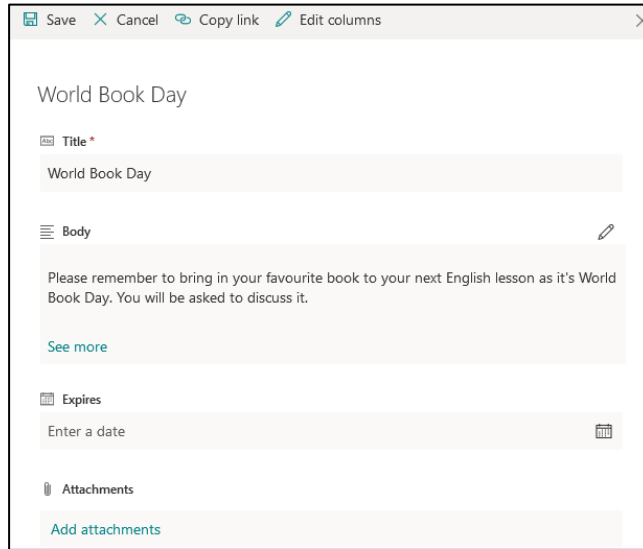 Save Cancel Copy link Edit columns
World Book Day
Abc Title *
World Book Day
Body
Please remember to bring in your favourite book to your next English lesson as it's World
Book Day. You will be asked to discuss it.
See more
Expires
Enter a date
Attachments
Add attachments